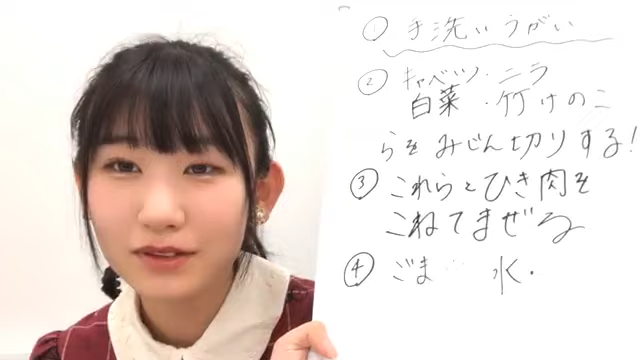 ① 手洗いうがい
② キャベツ・ニラ
白菜・竹けのこ
らをみじん切りする!
③ これらとひき肉を
こねてまぜる
④ ごま 水・